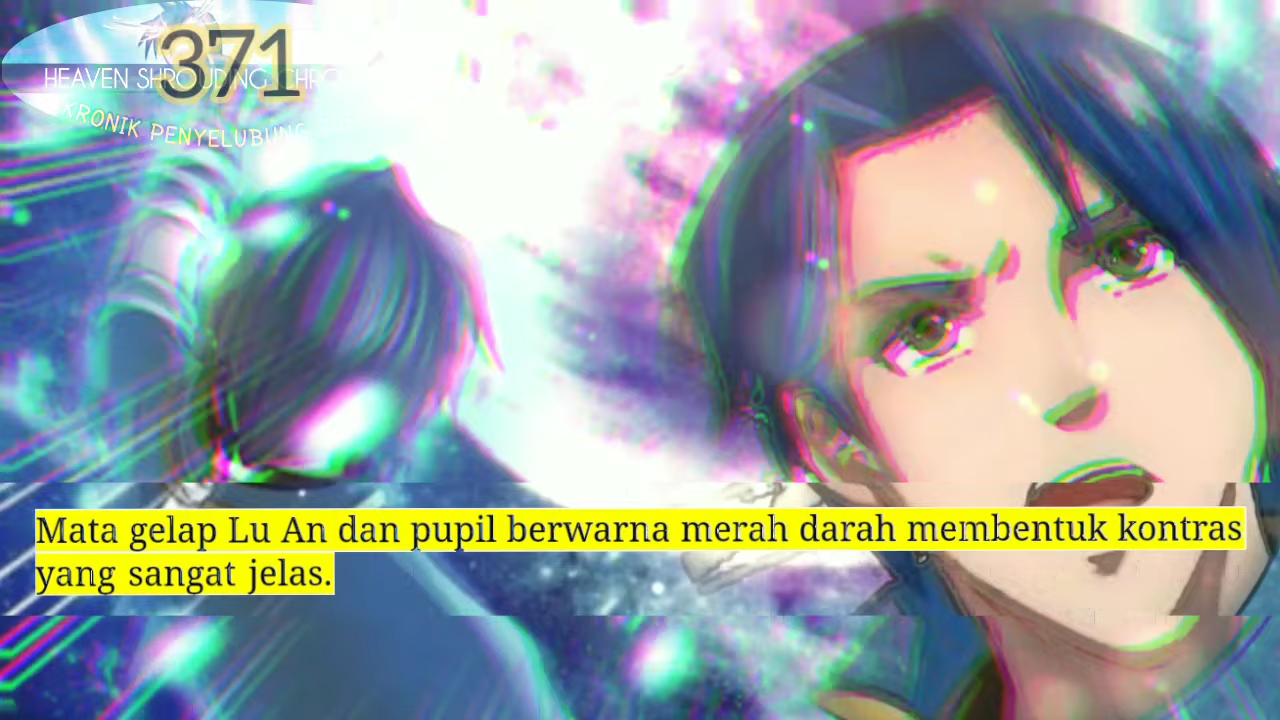 371
HEAVEN SHROUDING CHRO
KRONIK PENYELUBUNG
Mata gelap Lu An dan pupil berwarna merah darah membentuk kontras
yang sangat jelas.